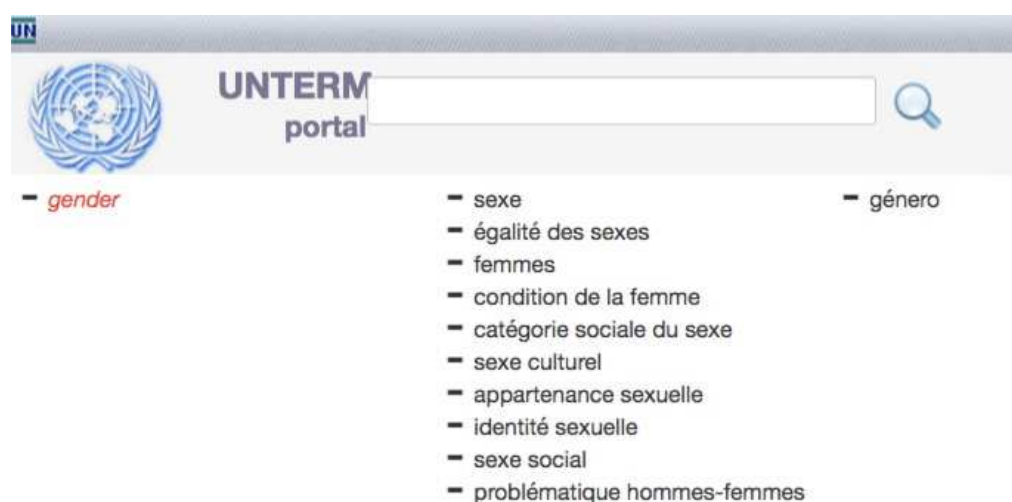 UN
UNTERM
portal
- gender
- sexe
- égalité des sexes
- femmes
- condition de la femme
- catégorie sociale du sexe
- sexe culturel
- appartenance sexuelle
- identité sexuelle
- sexe social
- problématique hommes-femmes
- género